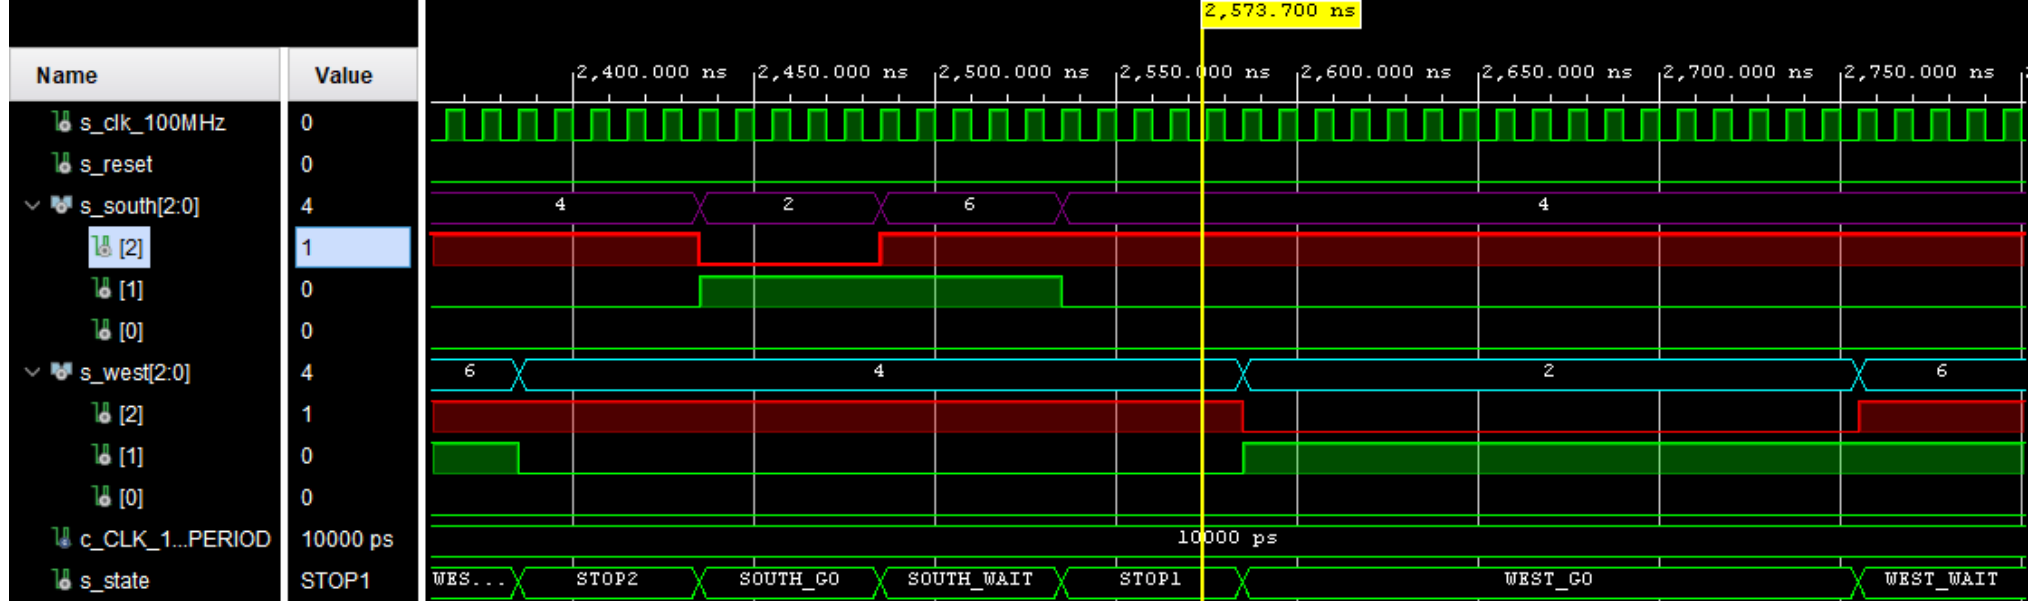 2,573.700 ns
Name Value 2,400.000 ns 2,450.000 ns 2,500.000 ns 2,550.000 ns 2,600.000 ns 2,650.000 ns 2,700.000 ns 2,750.000 ns
s_clk_100MHz 0
s_reset 0
s_south[2:0] 4 4 2 6 4
[2] 1
[1] 0
[0] 0
s_west[2:0] 4 6 4 2 6
[2] 1
[1] 0
[0] 0
c_CLK_1...PERIOD 10000 ps 10000 ps
s_state STOP1 WES... STOP2 SOUTH_GO SOUTH_WAIT STOP1 WEST_GO WEST_WAIT